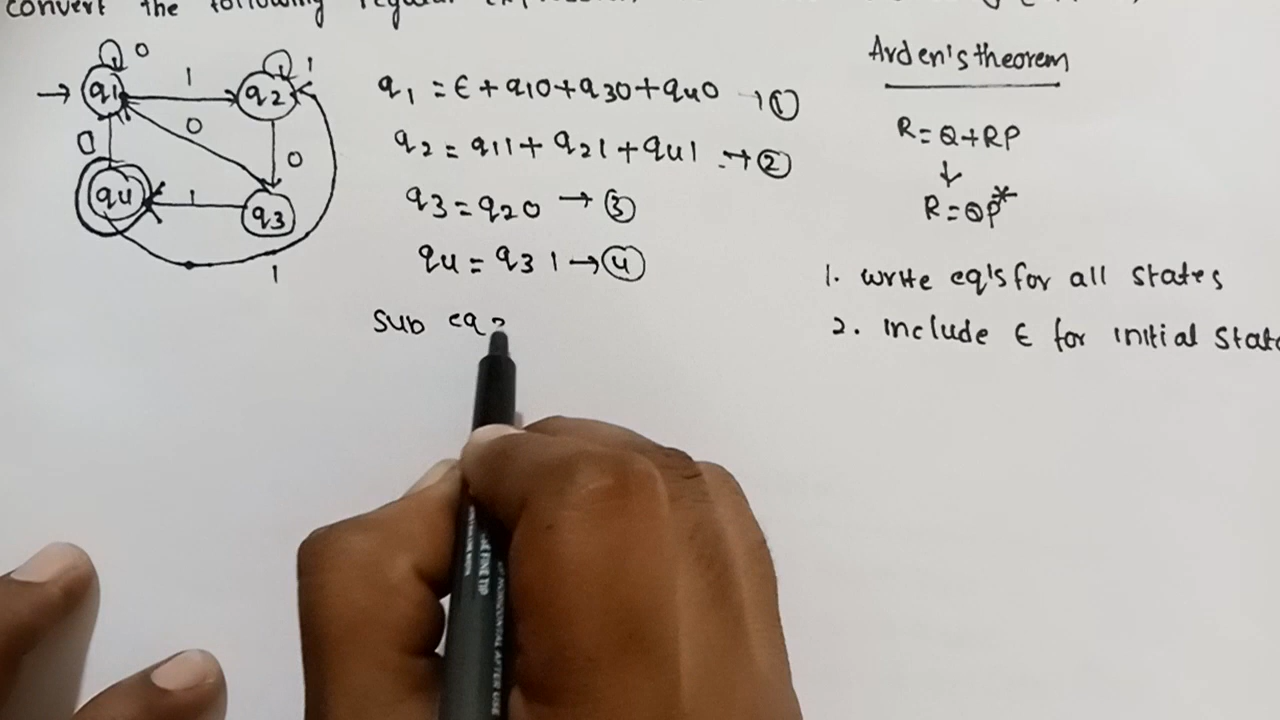 convert the following regular
0
1
1
q1
q2
0
0
0
q4
1
q3
1
q1 = ε + q10 + q30 + q40 → ①
q2 = q11 + q21 + q41 → ②
q3 = q20 → ③
q4 = q31 → ④
Sub eq
Arden's theorem
R = Q + RP
↓
R = QP*
1. write eq's for all states
2. include ε for initial state